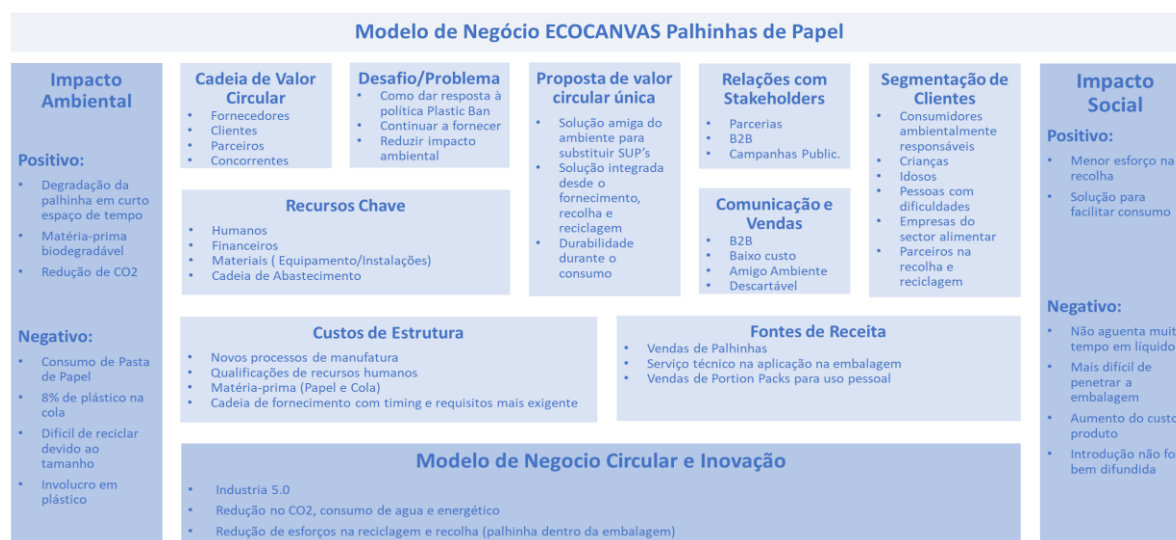 Modelo de Negócio ECOCANVAS Palhinhas de Papel
Impacto
Ambiental
Positivo:
• Degradação da
palhinha em curto
espaço de tempo
• Matéria-prima
biodegradável
• Redução de CO2
Negativo:
• Consumo de Pasta
de Papel
• 8% de plástico na
cola
• Difícil de reciclar
devido ao
tamanho
• Involucro em
plástico
Cadeia de Valor
Circular
• Fornecedores
• Clientes
• Parceiros
• Concorrentes
Desafio/Problema
• Como dar resposta à
política Plastic Ban
• Continuar a fornecer
• Reduzir impacto
ambiental
Recursos Chave
• Humanos
• Financeiros
• Materiais ( Equipamento/Instalações)
• Cadeia de Abastecimento
Proposta de valor
circular única
• Solução amiga do
ambiente para
substituir SUP's
• Solução integrada
desde o
fornecimento,
recolha e
reciclagem
• Durabilidade
durante o
consumo
Relações com
Stakeholders
• Parcerias
• B2B
• Campanhas Public.
Comunicação e
Vendas
• B2B
• Baixo custo
• Amigo Ambiente
• Descartável
Segmentação de
Clientes
• Consumidores
ambientalmente
responsáveis
• Crianças
• Idosos
• Pessoas com
dificuldades
• Empresas do
sector alimentar
• Parceiros na
recolha e
reciclagem
Custos de Estrutura
• Novos processos de manufatura
• Qualificações de recursos humanos
• Matéria-prima (Papel e Cola)
• Cadeia de fornecimento com timing e requisitos mais exigente
Fontes de Receita
• Vendas de Palhinhas
• Serviço técnico na aplicação na embalagem
• Vendas de Portion Packs para uso pessoal
Modelo de Negocio Circular e Inovação
• Industria 5.0
• Redução no CO2, consumo de agua e energético
• Redução de esforços na reciclagem e recolha (palhinha dentro da embalagem)
Impacto
Social
Positivo:
• Menor esforço na
recolha
• Solução para
facilitar consumo
Negativo:
• Não aguenta muit
tempo em líquido
• Mais difícil de
penetrar a
embalagem
• Aumento do custo
produto
• Introdução não fo
bem difundida